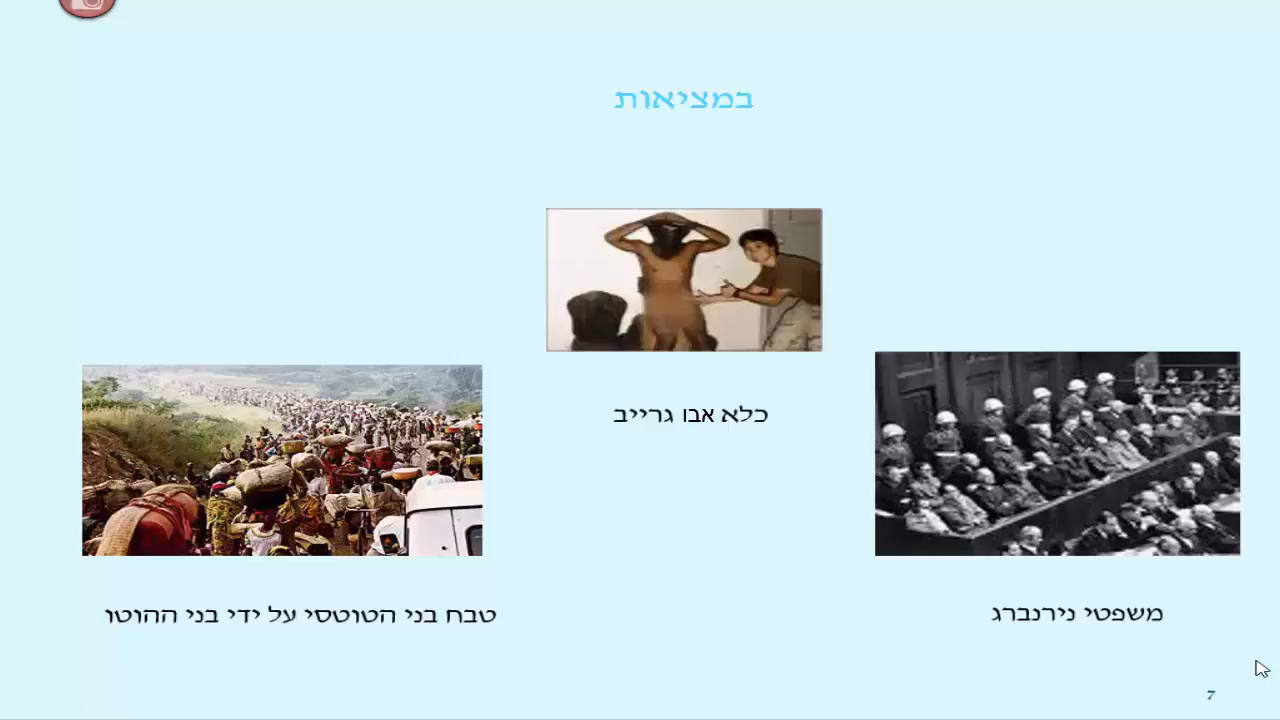 במציאות
כלא אבו גרייב
משפטי נירנברג
טבח בני הטוטסי על ידי בני ההוטו
7